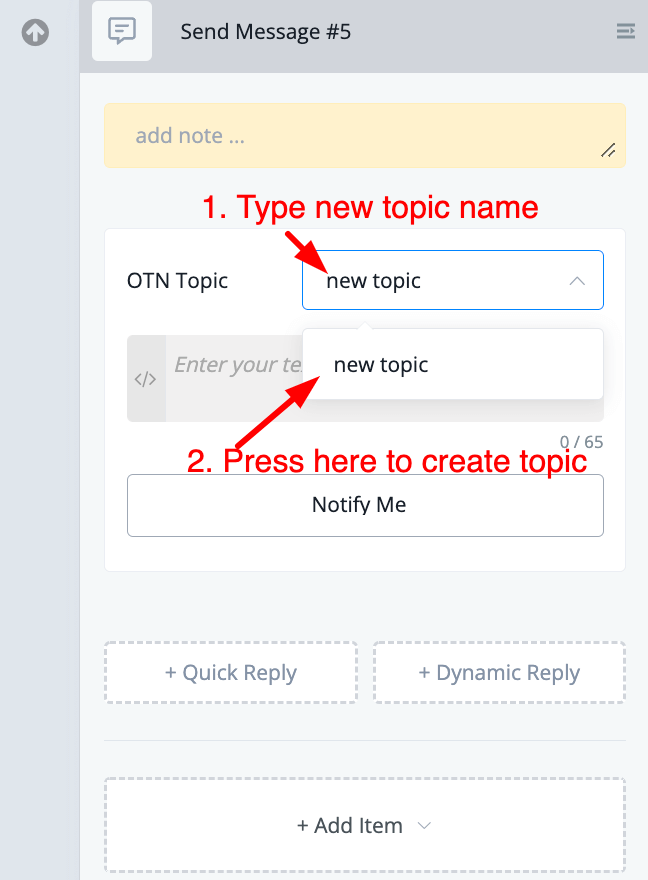 Send Message #5
add note ...
1. Type new topic name
OTN Topic
new topic
</> Enter your te
new topic
0 / 65
2. Press here to create topic
Notify Me
+ Quick Reply
+ Dynamic Reply
+ Add Item